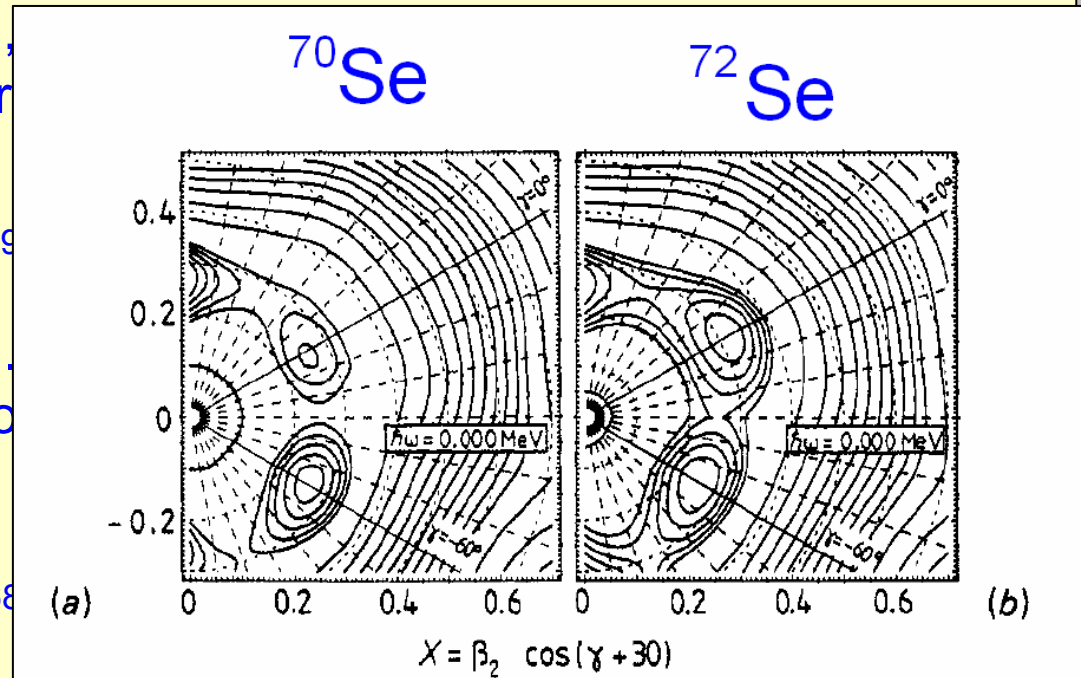 ⁷⁰Se
⁷²Se
γ=0°
γ=0°
0.4
0.2
0
-0.2
ħω = 0.000 MeV
ħω = 0.000 MeV
γ=-60°
γ=-60°
(a)
0 0.2 0.4 0.6
0 0.2 0.4 0.6
(b)
X = β₂ cos(γ + 30)